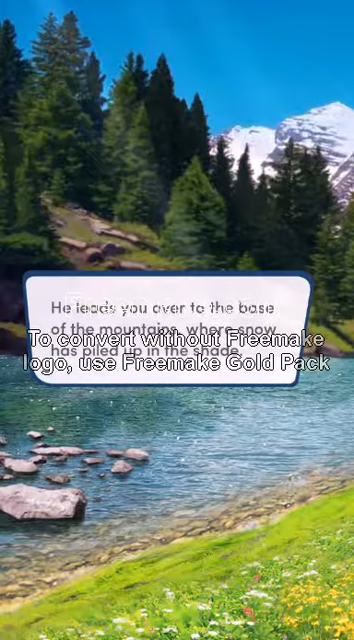 He leads you over to the base
of the mountains, where snow
has piled up in the shade.
To convert without Freemake
logo, use Freemake Gold Pack